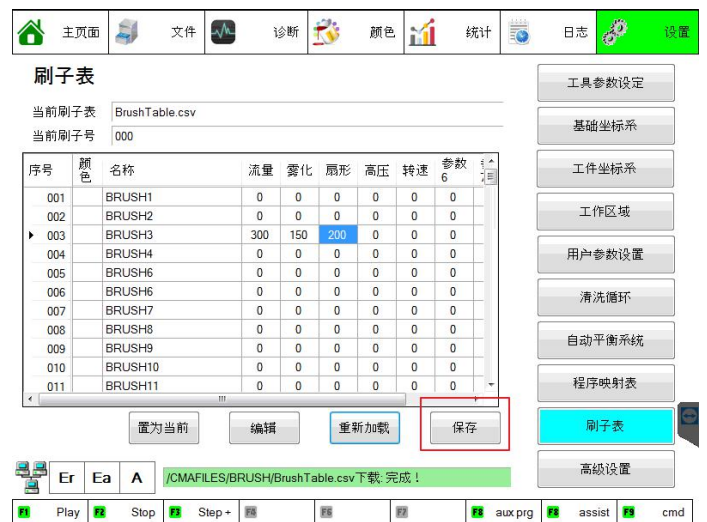 主页面 文件 诊断 颜色 统计 日志 设置
刷子表
当前刷子表 BrushTable.csv
当前刷子号 000
序号 颜色 名称 流量 雾化 扇形 高压 转速 参数6
001 BRUSH1 0 0 0 0 0 0
002 BRUSH2 0 0 0 0 0 0
003 BRUSH3 300 150 200 0 0 0
004 BRUSH4 0 0 0 0 0 0
005 BRUSH6 0 0 0 0 0 0
006 BRUSH6 0 0 0 0 0 0
007 BRUSH7 0 0 0 0 0 0
008 BRUSH8 0 0 0 0 0 0
009 BRUSH9 0 0 0 0 0 0
010 BRUSH10 0 0 0 0 0 0
011 BRUSH11 0 0 0 0 0 0
置为当前 编辑 重新加载 保存
工具参数设定
基础坐标系
工件坐标系
工作区域
用户参数设置
清洗循环
自动平衡系统
程序映射表
刷子表
高级设置
Er Ea A /CMAFILES/BRUSH/BrushTable.csv下载: 完成！
F1 Play F2 Stop F3 Step+ F4 F6 F7 F8 aux prg F8 assist F9 cmd